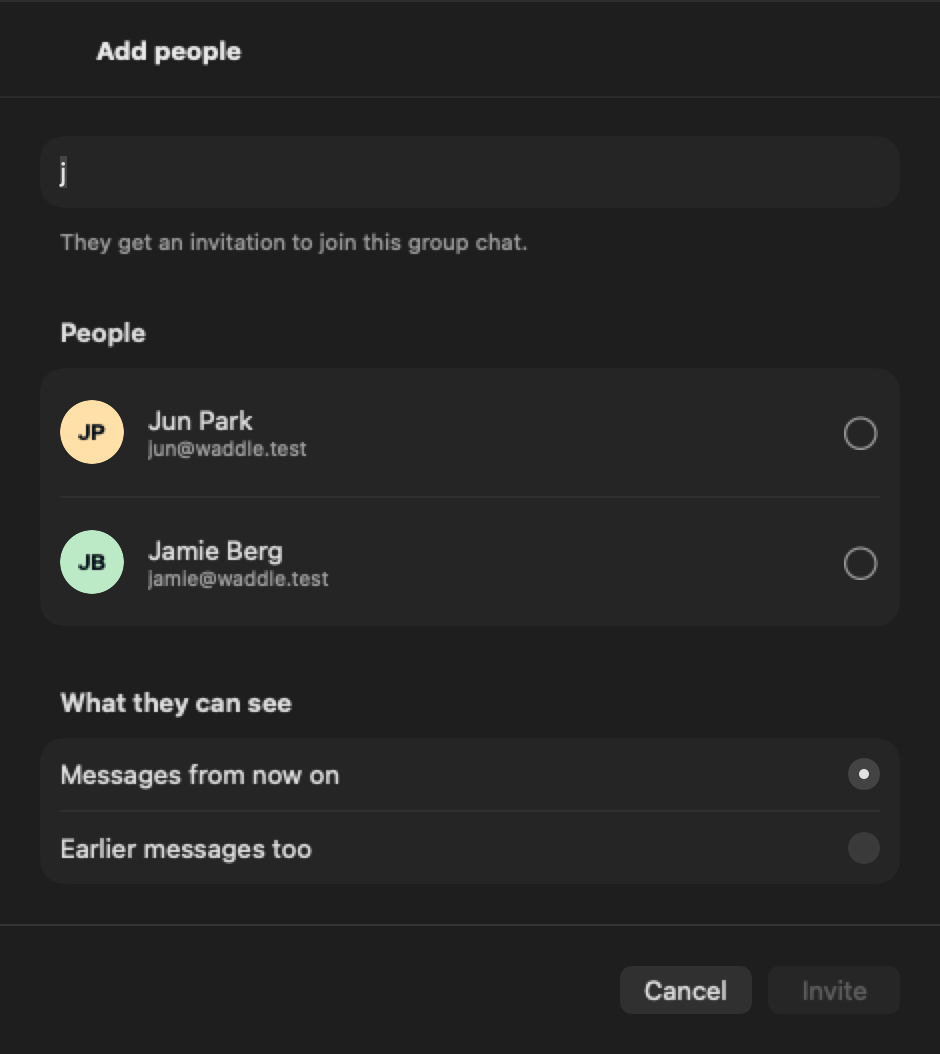 Add people
j
They get an invitation to join this group chat.
People
JP
Jun Park
jun@waddle.test
JB
Jamie Berg
jamie@waddle.test
What they can see
Messages from now on
Earlier messages too
Cancel
Invite